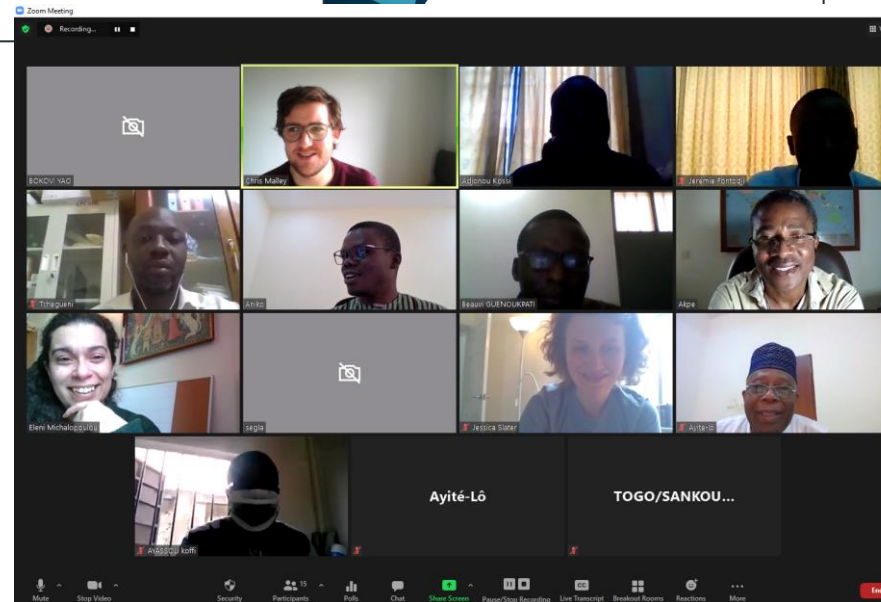 Zoom Meeting
Recording...
BOKOVI YAO
Chris Malley
Adjonou Kossi
Jeremie Fontodji
Tchegueni
Aniko
Beauvi GUENOUKPATI
Akpe
Eleni Michalopoulou
segla
Jessica Slater
Ayite-lo
AYASSOU koffi
Ayité-Lô
TOGO/SANKOU...
Mute
Stop Video
Security
Participants
15
Polls
Chat
Share Screen
Pause/Stop Recording
CC
Live Transcript
Breakout Rooms
Reactions
More